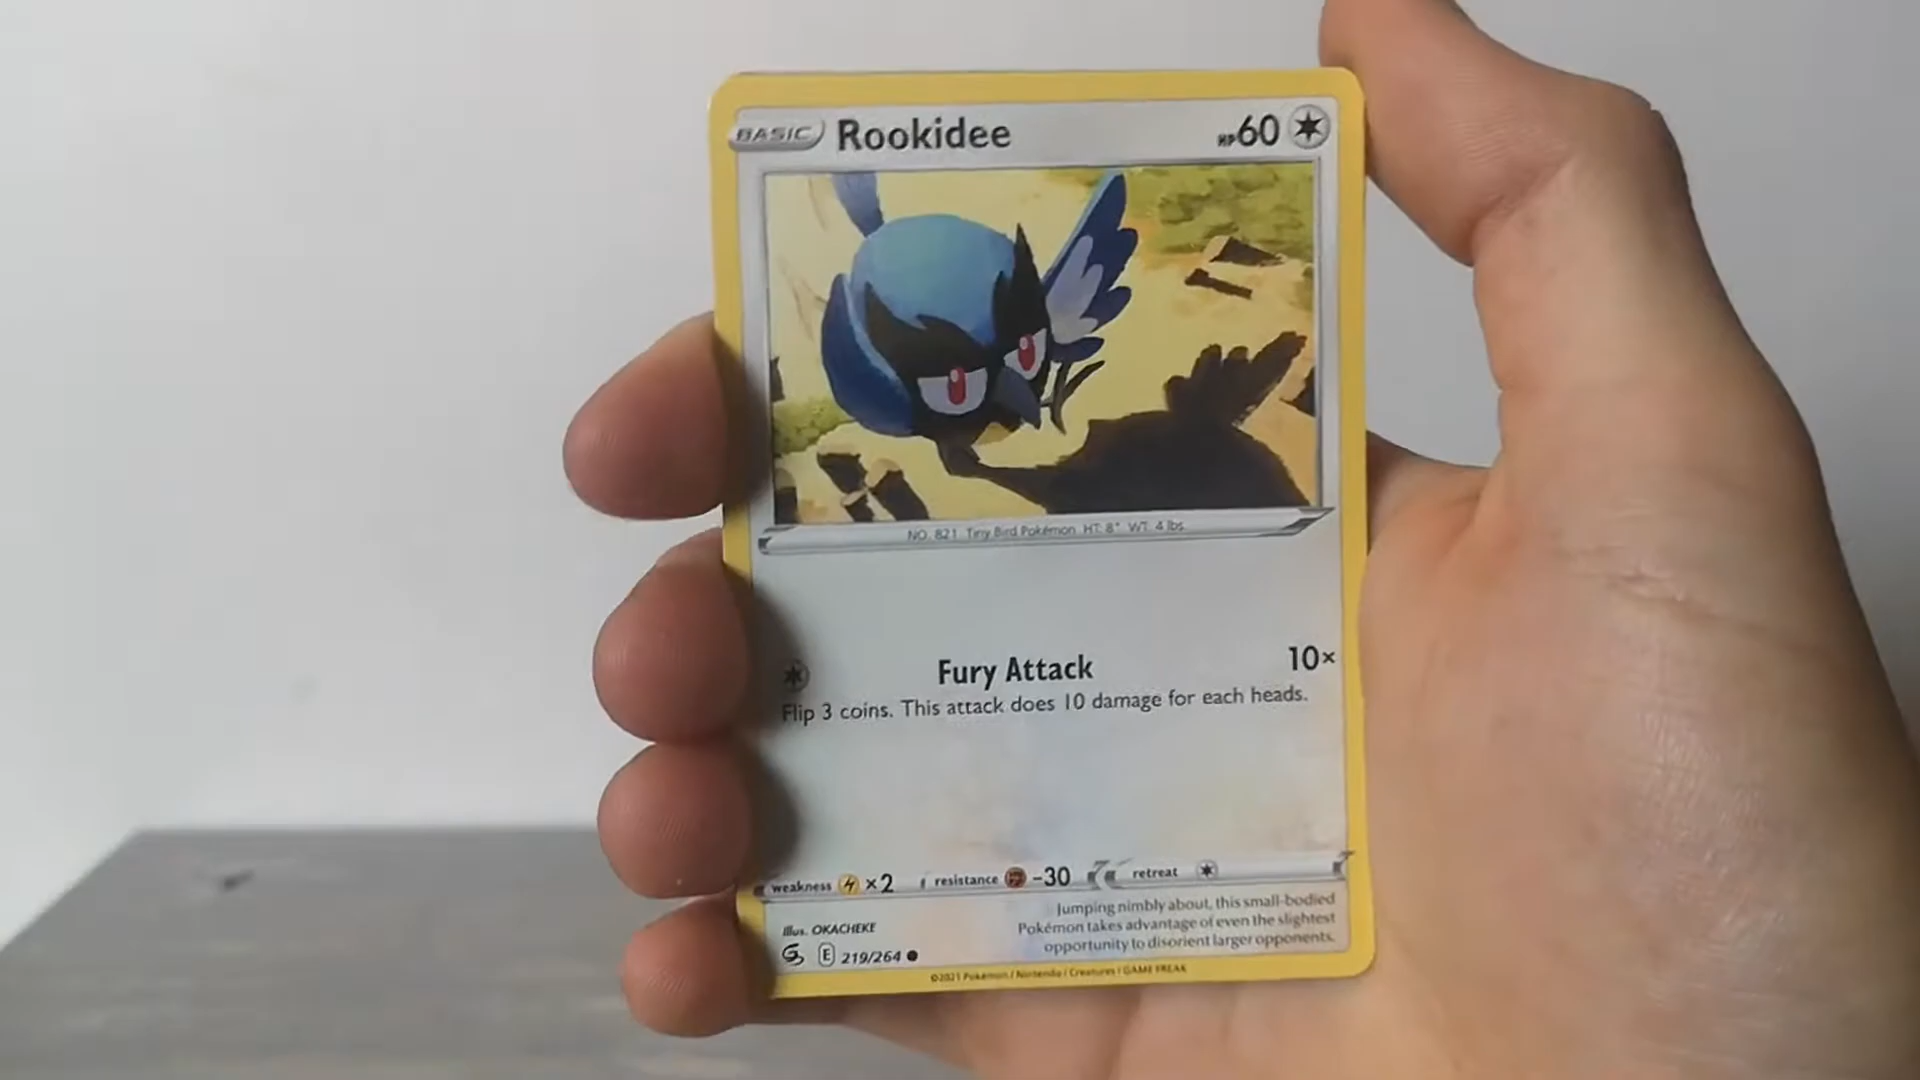 BASIC Rookidee HP 60
NO. 821 Tiny Bird Pokémon HT: 8" WT: 4 lbs.
Fury Attack 10×
Flip 3 coins. This attack does 10 damage for each heads.
weakness ×2 resistance -30 retreat
Jumping nimbly about, this small-bodied
Pokémon takes advantage of even the slightest
opportunity to disorient larger opponents.
Illus. OKACHEKE
E 219/264
©2021 Pokémon / Nintendo / Creatures / GAME FREAK